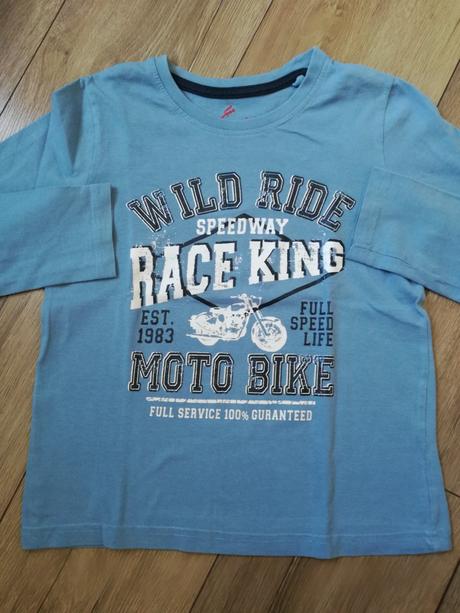 WILD RIDE
SPEEDWAY
RACE KING
EST.
1983
FULL
SPEED
LIFE
MOTO BIKE
FULL SERVICE 100% GURANTEED